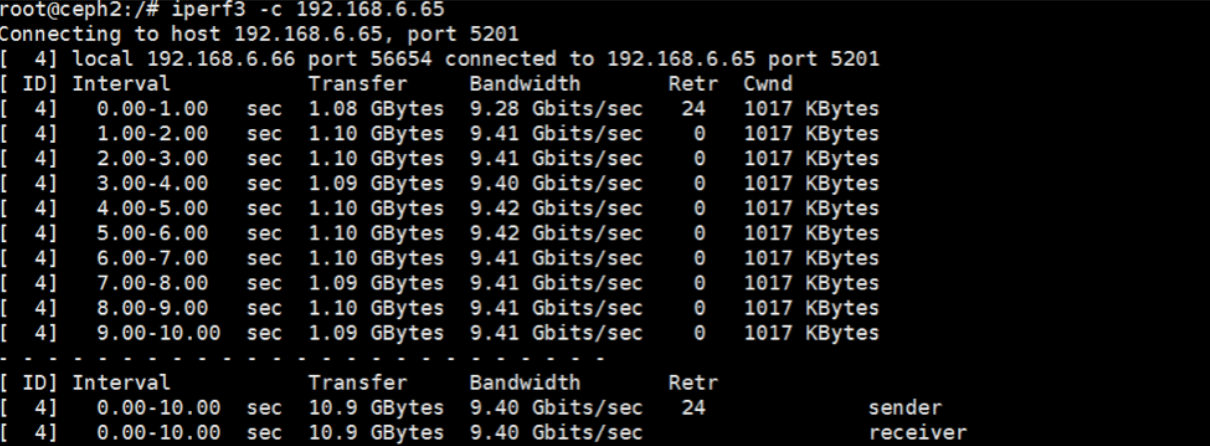 root@ceph2:/# iperf3 -c 192.168.6.65
Connecting to host 192.168.6.65, port 5201
[  4] local 192.168.6.66 port 56654 connected to 192.168.6.65 port 5201
[ ID] Interval           Transfer     Bandwidth       Retr  Cwnd
[  4]   0.00-1.00   sec  1.08 GBytes  9.28 Gbits/sec   24   1017 KBytes
[  4]   1.00-2.00   sec  1.10 GBytes  9.41 Gbits/sec    0   1017 KBytes
[  4]   2.00-3.00   sec  1.10 GBytes  9.41 Gbits/sec    0   1017 KBytes
[  4]   3.00-4.00   sec  1.09 GBytes  9.40 Gbits/sec    0   1017 KBytes
[  4]   4.00-5.00   sec  1.10 GBytes  9.42 Gbits/sec    0   1017 KBytes
[  4]   5.00-6.00   sec  1.10 GBytes  9.42 Gbits/sec    0   1017 KBytes
[  4]   6.00-7.00   sec  1.10 GBytes  9.41 Gbits/sec    0   1017 KBytes
[  4]   7.00-8.00   sec  1.09 GBytes  9.41 Gbits/sec    0   1017 KBytes
[  4]   8.00-9.00   sec  1.10 GBytes  9.41 Gbits/sec    0   1017 KBytes
[  4]   9.00-10.00  sec  1.09 GBytes  9.41 Gbits/sec    0   1017 KBytes
- - - - - - - - - - - - - - - - - - - - - - - - -
[ ID] Interval           Transfer     Bandwidth       Retr
[  4]   0.00-10.00  sec  10.9 GBytes  9.40 Gbits/sec   24             sender
[  4]   0.00-10.00  sec  10.9 GBytes  9.40 Gbits/sec                  receiver